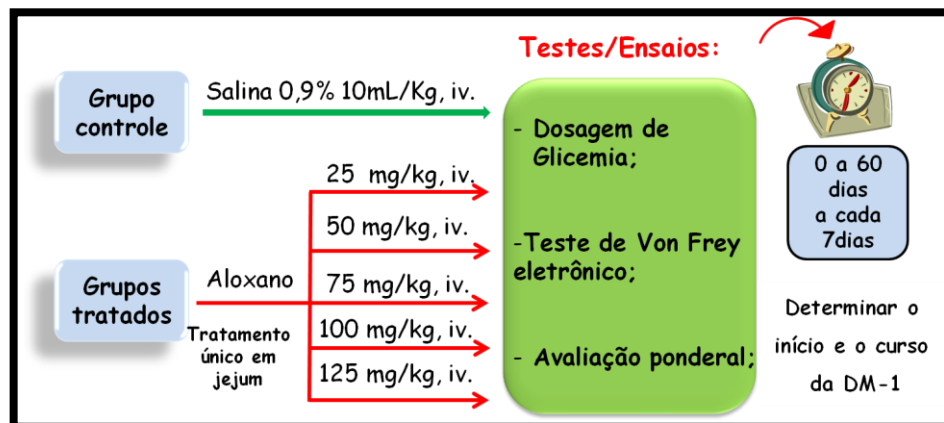 Testes/Ensaios:
Grupo
controle
Salina 0,9% 10mL/Kg, iv.
- Dosagem de
Glicemia;
-Teste de Von Frey
eletrônico;
- Avaliação ponderal;
0 a 60
dias
a cada
7dias
Grupos
tratados
Aloxano
Tratamento
único em
jejum
25 mg/kg, iv.
50 mg/kg, iv.
75 mg/kg, iv.
100 mg/kg, iv.
125 mg/kg, iv.
Determinar o
início e o curso
da DM-1